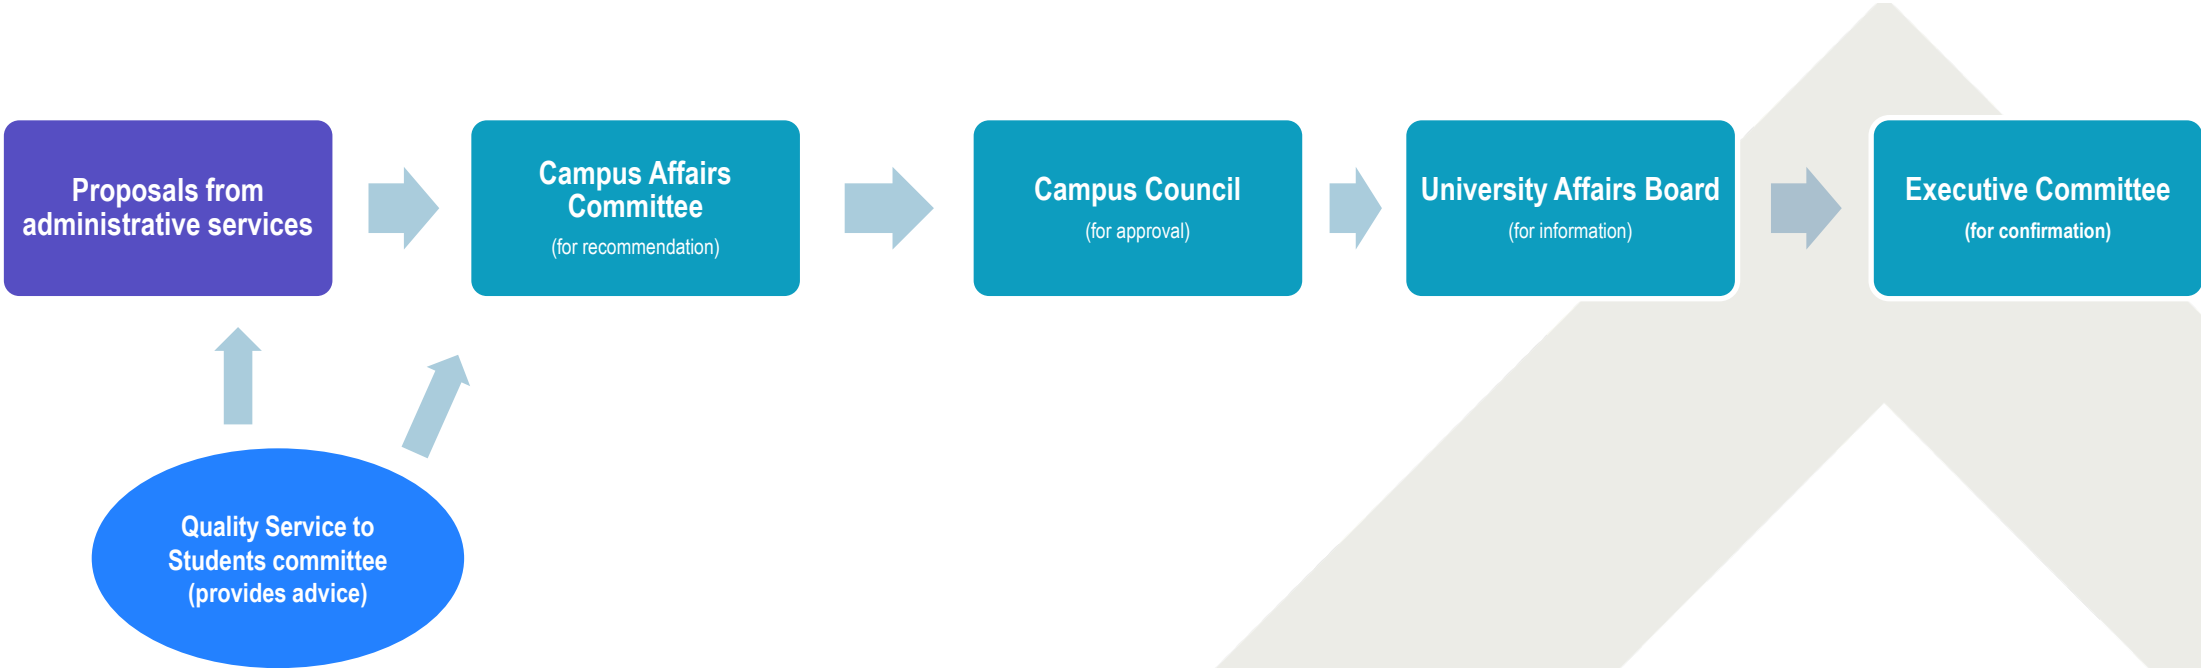 Proposals from
administrative services
Campus Affairs
Committee
(for recommendation)
Campus Council
(for approval)
University Affairs Board
(for information)
Executive Committee
(for confirmation)
Quality Service to
Students committee
(provides advice)